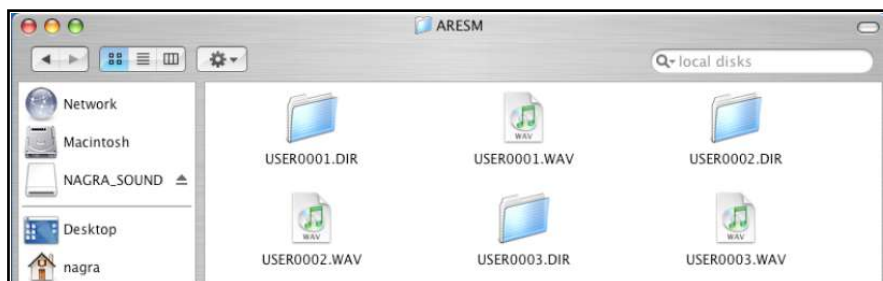 ARESM
local disks
Network
Macintosh
NAGRA_SOUND
Desktop
nagra
USER0001.DIR
WAV
USER0001.WAV
USER0002.DIR
WAV
USER0002.WAV
USER0003.DIR
WAV
USER0003.WAV